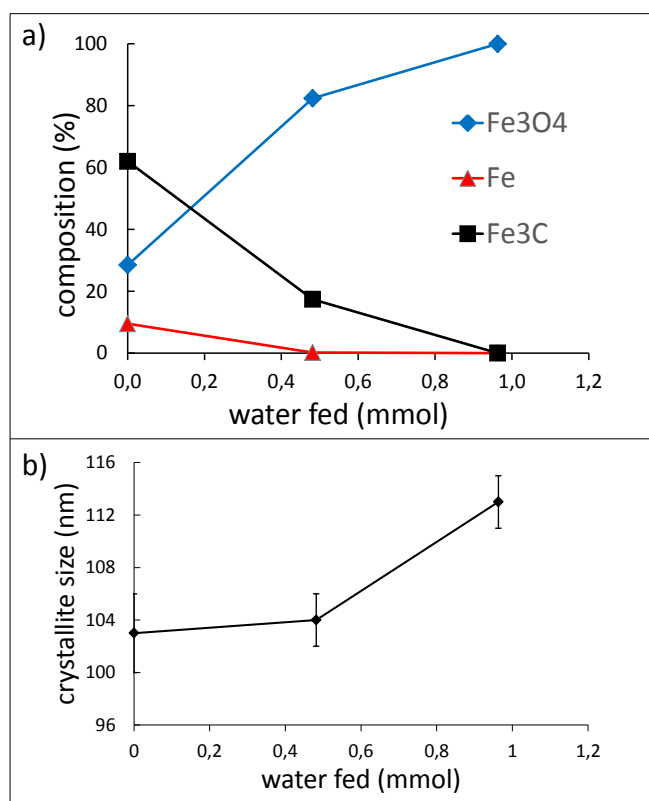 a)
composition (%)
100
80
60
40
20
0
0,0 0,2 0,4 0,6 0,8 1,0 1,2
water fed (mmol)
Fe3O4
Fe
Fe3C
b)
crystallite size (nm)
116
112
108
104
100
96
0 0,2 0,4 0,6 0,8 1 1,2
water fed (mmol)